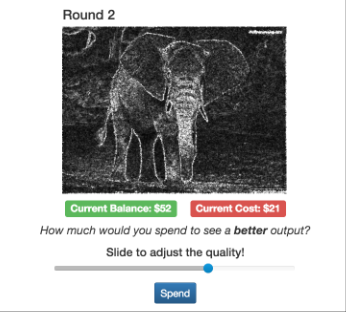 Round 2
Current Balance: $52
Current Cost: $21
How much would you spend to see a better output?
Slide to adjust the quality!
Spend